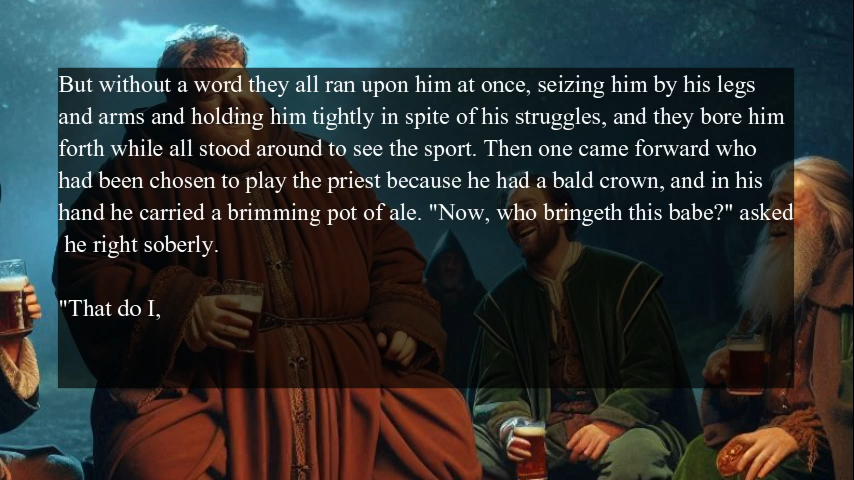 But without a word they all ran upon him at once, seizing him by his legs
and arms and holding him tightly in spite of his struggles, and they bore him
forth while all stood around to see the sport. Then one came forward who
had been chosen to play the priest because he had a bald crown, and in his
hand he carried a brimming pot of ale. "Now, who bringeth this babe?" asked
he right soberly.
"That do I,